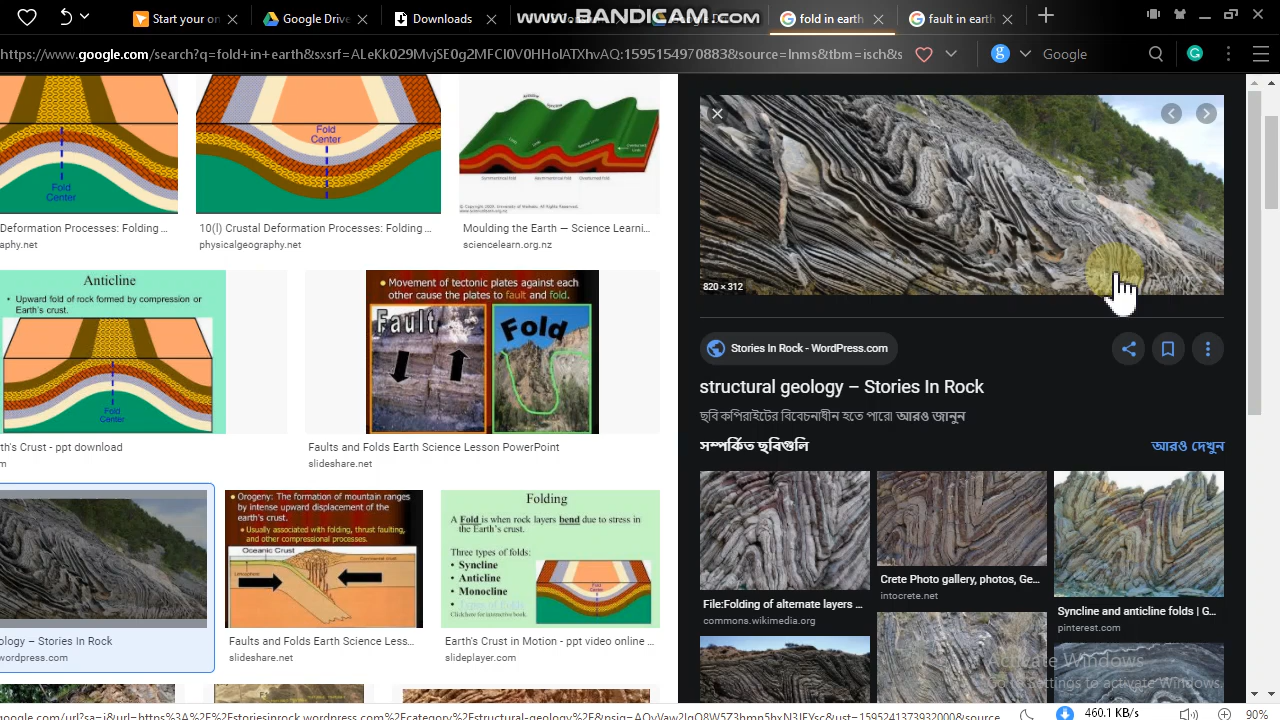 Start your on
Google Driv
Downloads
WWW.BANDICAM.COM
fold in earth
fault in earth
https://www.google.com/search?q=fold+in+earth&sxsrf=ALeKk029MvjSE0g2MFCl0V0HHolATXhvAQ:1595154970883&source=lnms&tbm=isch&s
Google
Fold
Center
Fold
Center
Deformation Processes: Folding ...
aphy.net
10(l) Crustal Deformation Processes: Folding ...
physicalgeography.net
Moulding the Earth — Science Learni...
sciencelearn.org.nz
Anticline
• Upward fold of rock formed by compression or
Earth's crust.
Fold
Center
th's Crust - ppt download
m
Movement of tectonic plates against each
other cause the plates to fault and fold.
Fault
Fold
Faults and Folds Earth Science Lesson PowerPoint
slideshare.net
ology – Stories In Rock
wordpress.com
Orogeny: The formation of mountain ranges
by intense upward displacement of the
earth's crust.
Usually associated with folding, thrust faulting,
and other compressional processes.
Oceanic Crust
Faults and Folds Earth Science Less...
slideshare.net
Folding
A Fold is when rock layers bend due to stress in
the Earth's crust.
Three types of folds:
• Syncline
• Anticline
• Monocline
Types of folds
Earth's Crust in Motion - ppt video online ...
slideplayer.com
820 × 312
Stories In Rock - WordPress.com
structural geology – Stories In Rock
ছবি কপিরাইটের বিষয়াধীন হতে পারে। আরও জানুন
সম্পর্কিত ছবিগুলি
আরও দেখুন
File:Folding of alternate layers ...
commons.wikimedia.org
Crete Photo gallery, photos, Ge...
intocrete.net
Syncline and anticline folds | G...
pinterest.com
Activate Windows
Go to Settings to activate Windows.
460.1 KB/s
90%